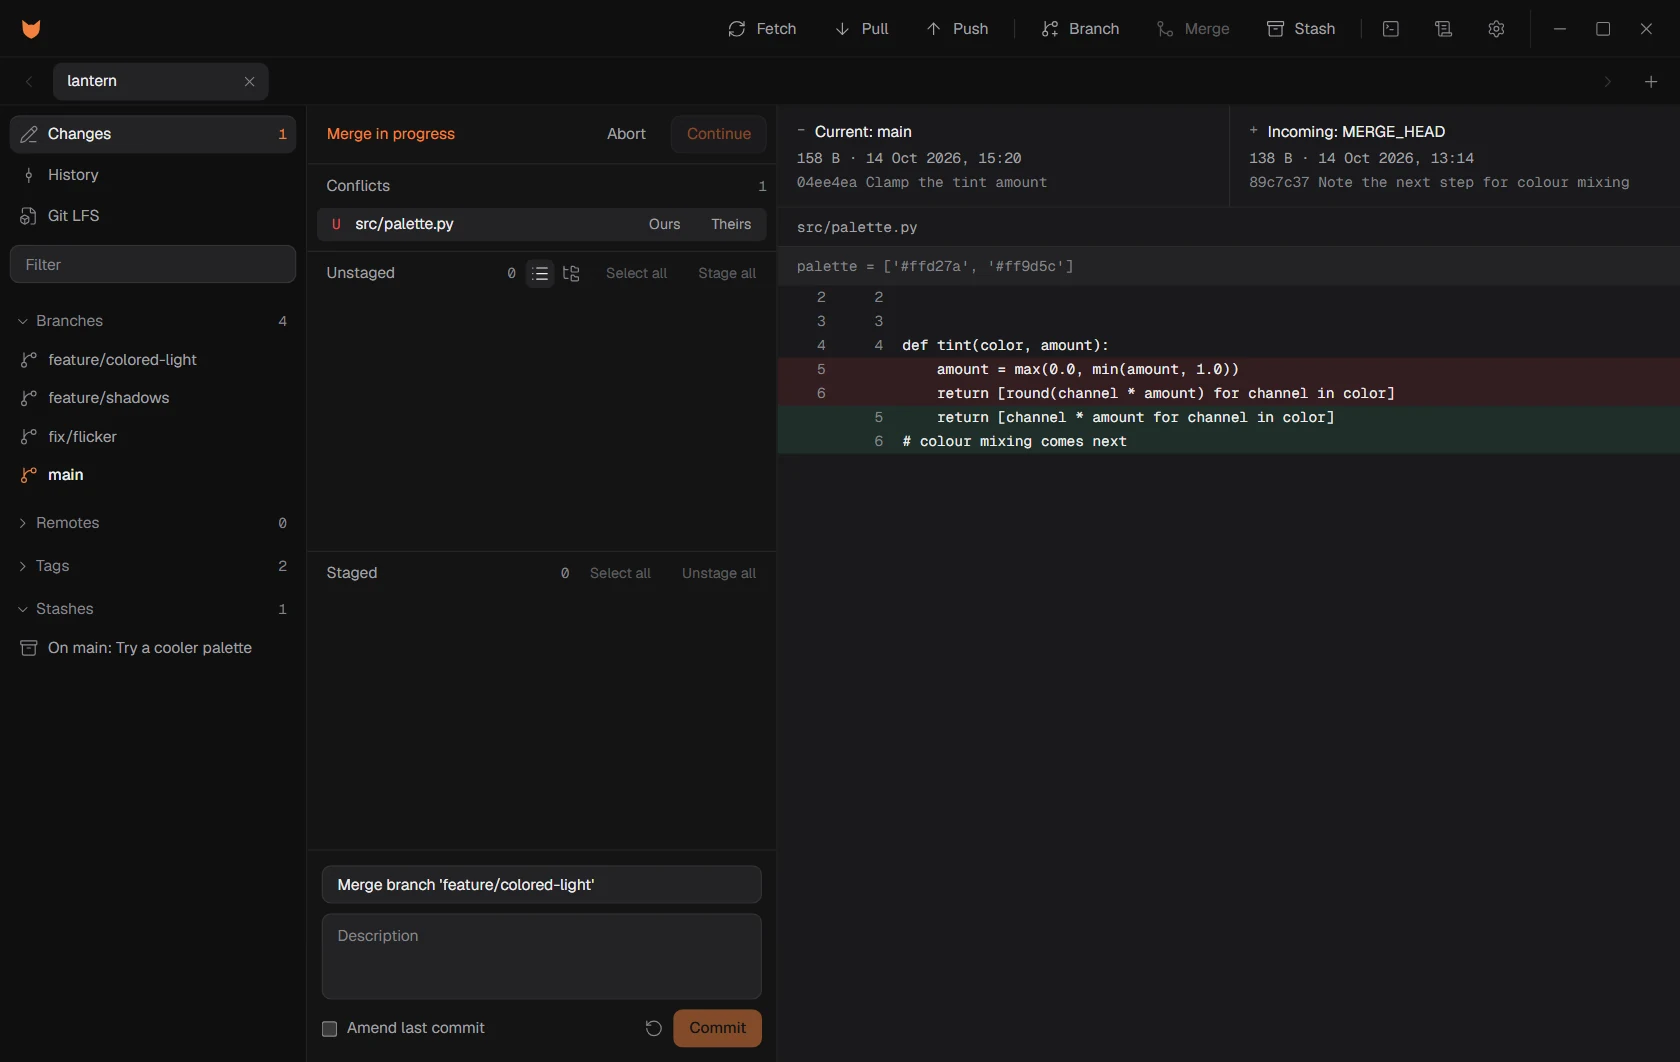 Fetch
Pull
Push
Branch
Merge
Stash
lantern
Changes 1
History
Git LFS
Filter
Branches 4
feature/colored-light
feature/shadows
fix/flicker
main
Remotes 0
Tags 2
Stashes 1
On main: Try a cooler palette
Merge in progress Abort Continue
Conflicts 1
U src/palette.py Ours Theirs
Unstaged 0 Select all Stage all
Staged 0 Select all Unstage all
Merge branch 'feature/colored-light'
Description
Amend last commit Commit
− Current: main
158 B · 14 Oct 2026, 15:20
04ee4ea Clamp the tint amount
+ Incoming: MERGE_HEAD
138 B · 14 Oct 2026, 13:14
89c7c37 Note the next step for colour mixing
src/palette.py
palette = ['#ffd27a', '#ff9d5c']
2 2
3 3
4 4 def tint(color, amount):
5 amount = max(0.0, min(amount, 1.0))
6 return [round(channel * amount) for channel in color]
5 return [channel * amount for channel in color]
6 # colour mixing comes next